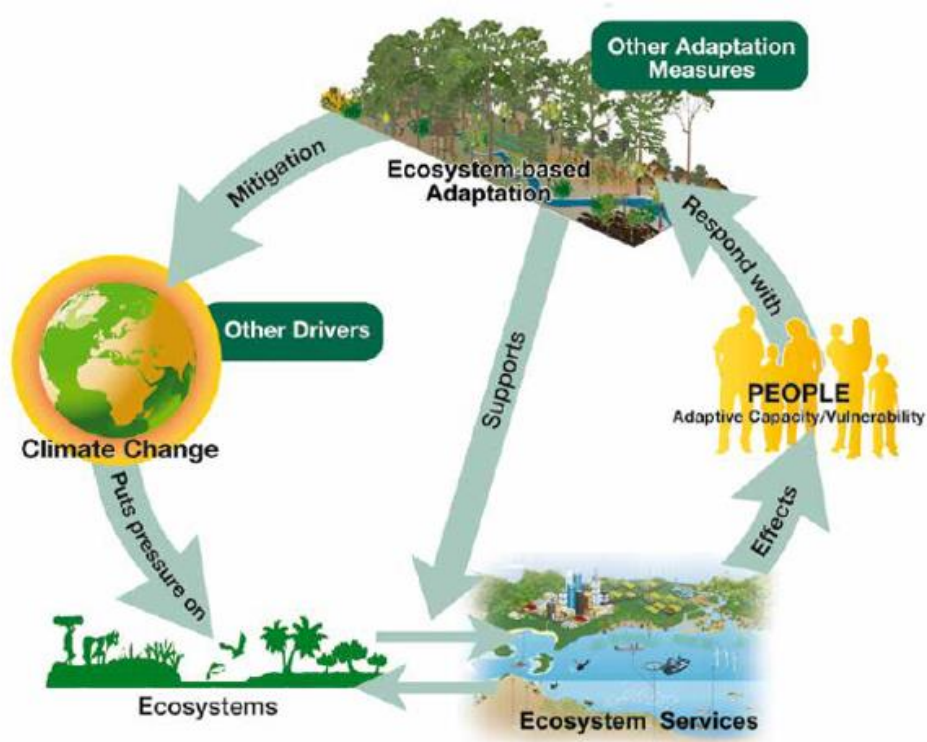 Other Adaptation
Measures
Ecosystem-based
Adaptation
Mitigation
Respond with
Other Drivers
Supports
PEOPLE
Adaptive Capacity/Vulnerability
Climate Change
Puts pressure on
Effects
Ecosystems
Ecosystem Services